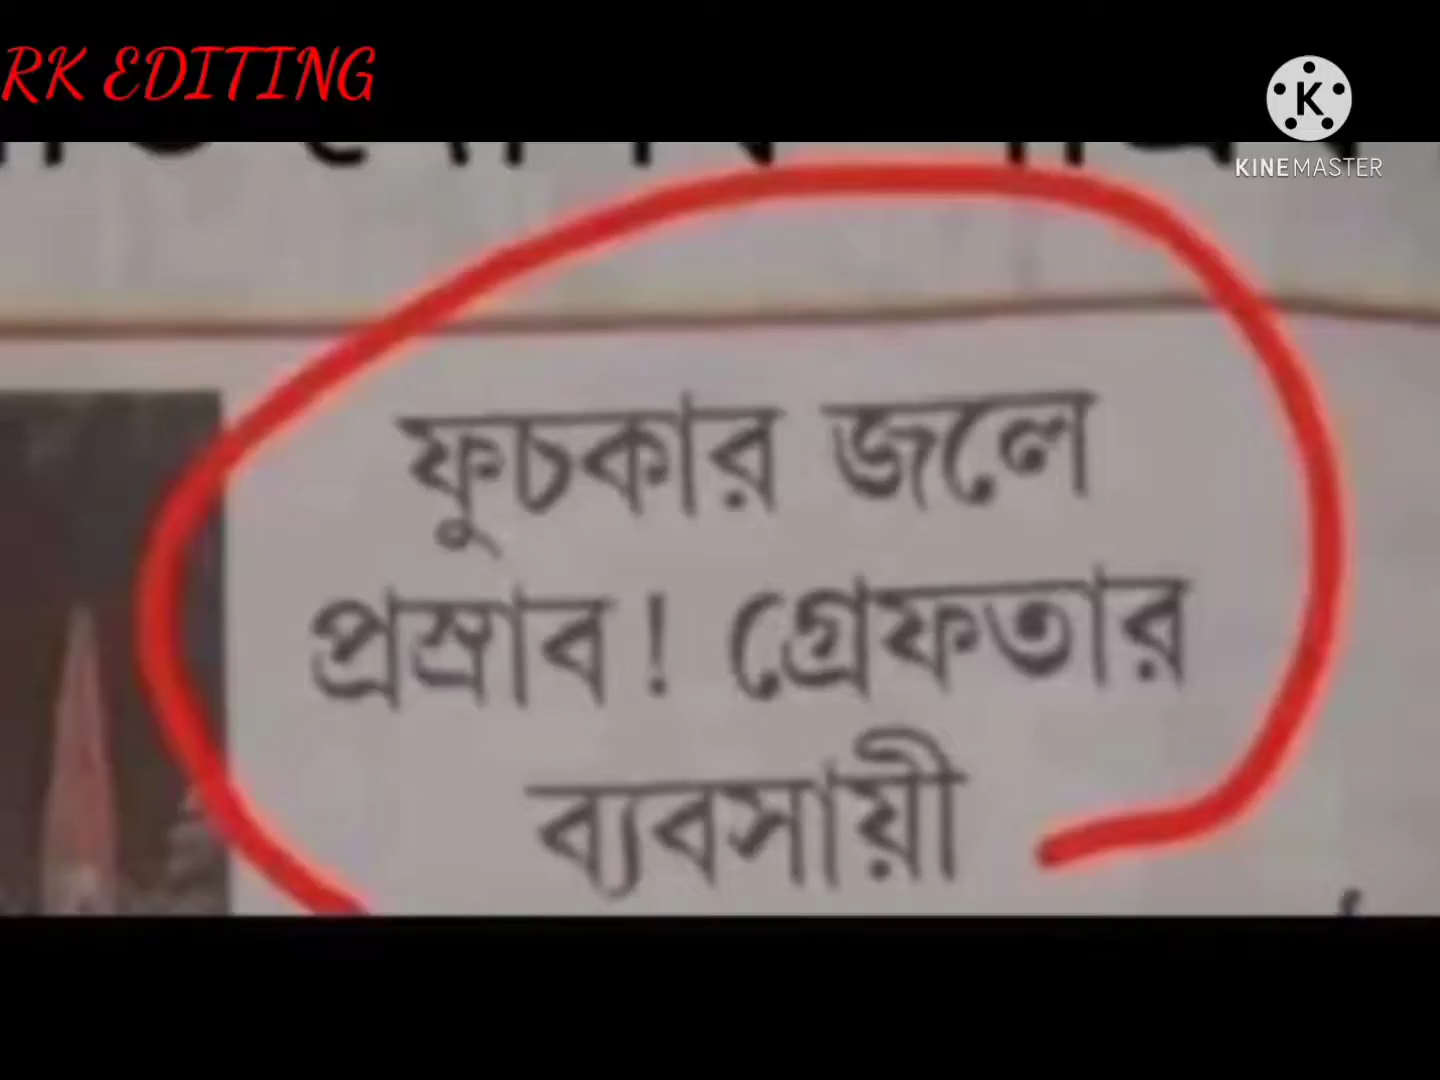 RK EDITING
K
KINEMASTER
ফুচকার জলে
প্রস্রাব! গ্রেফতার
ব্যবসায়ী